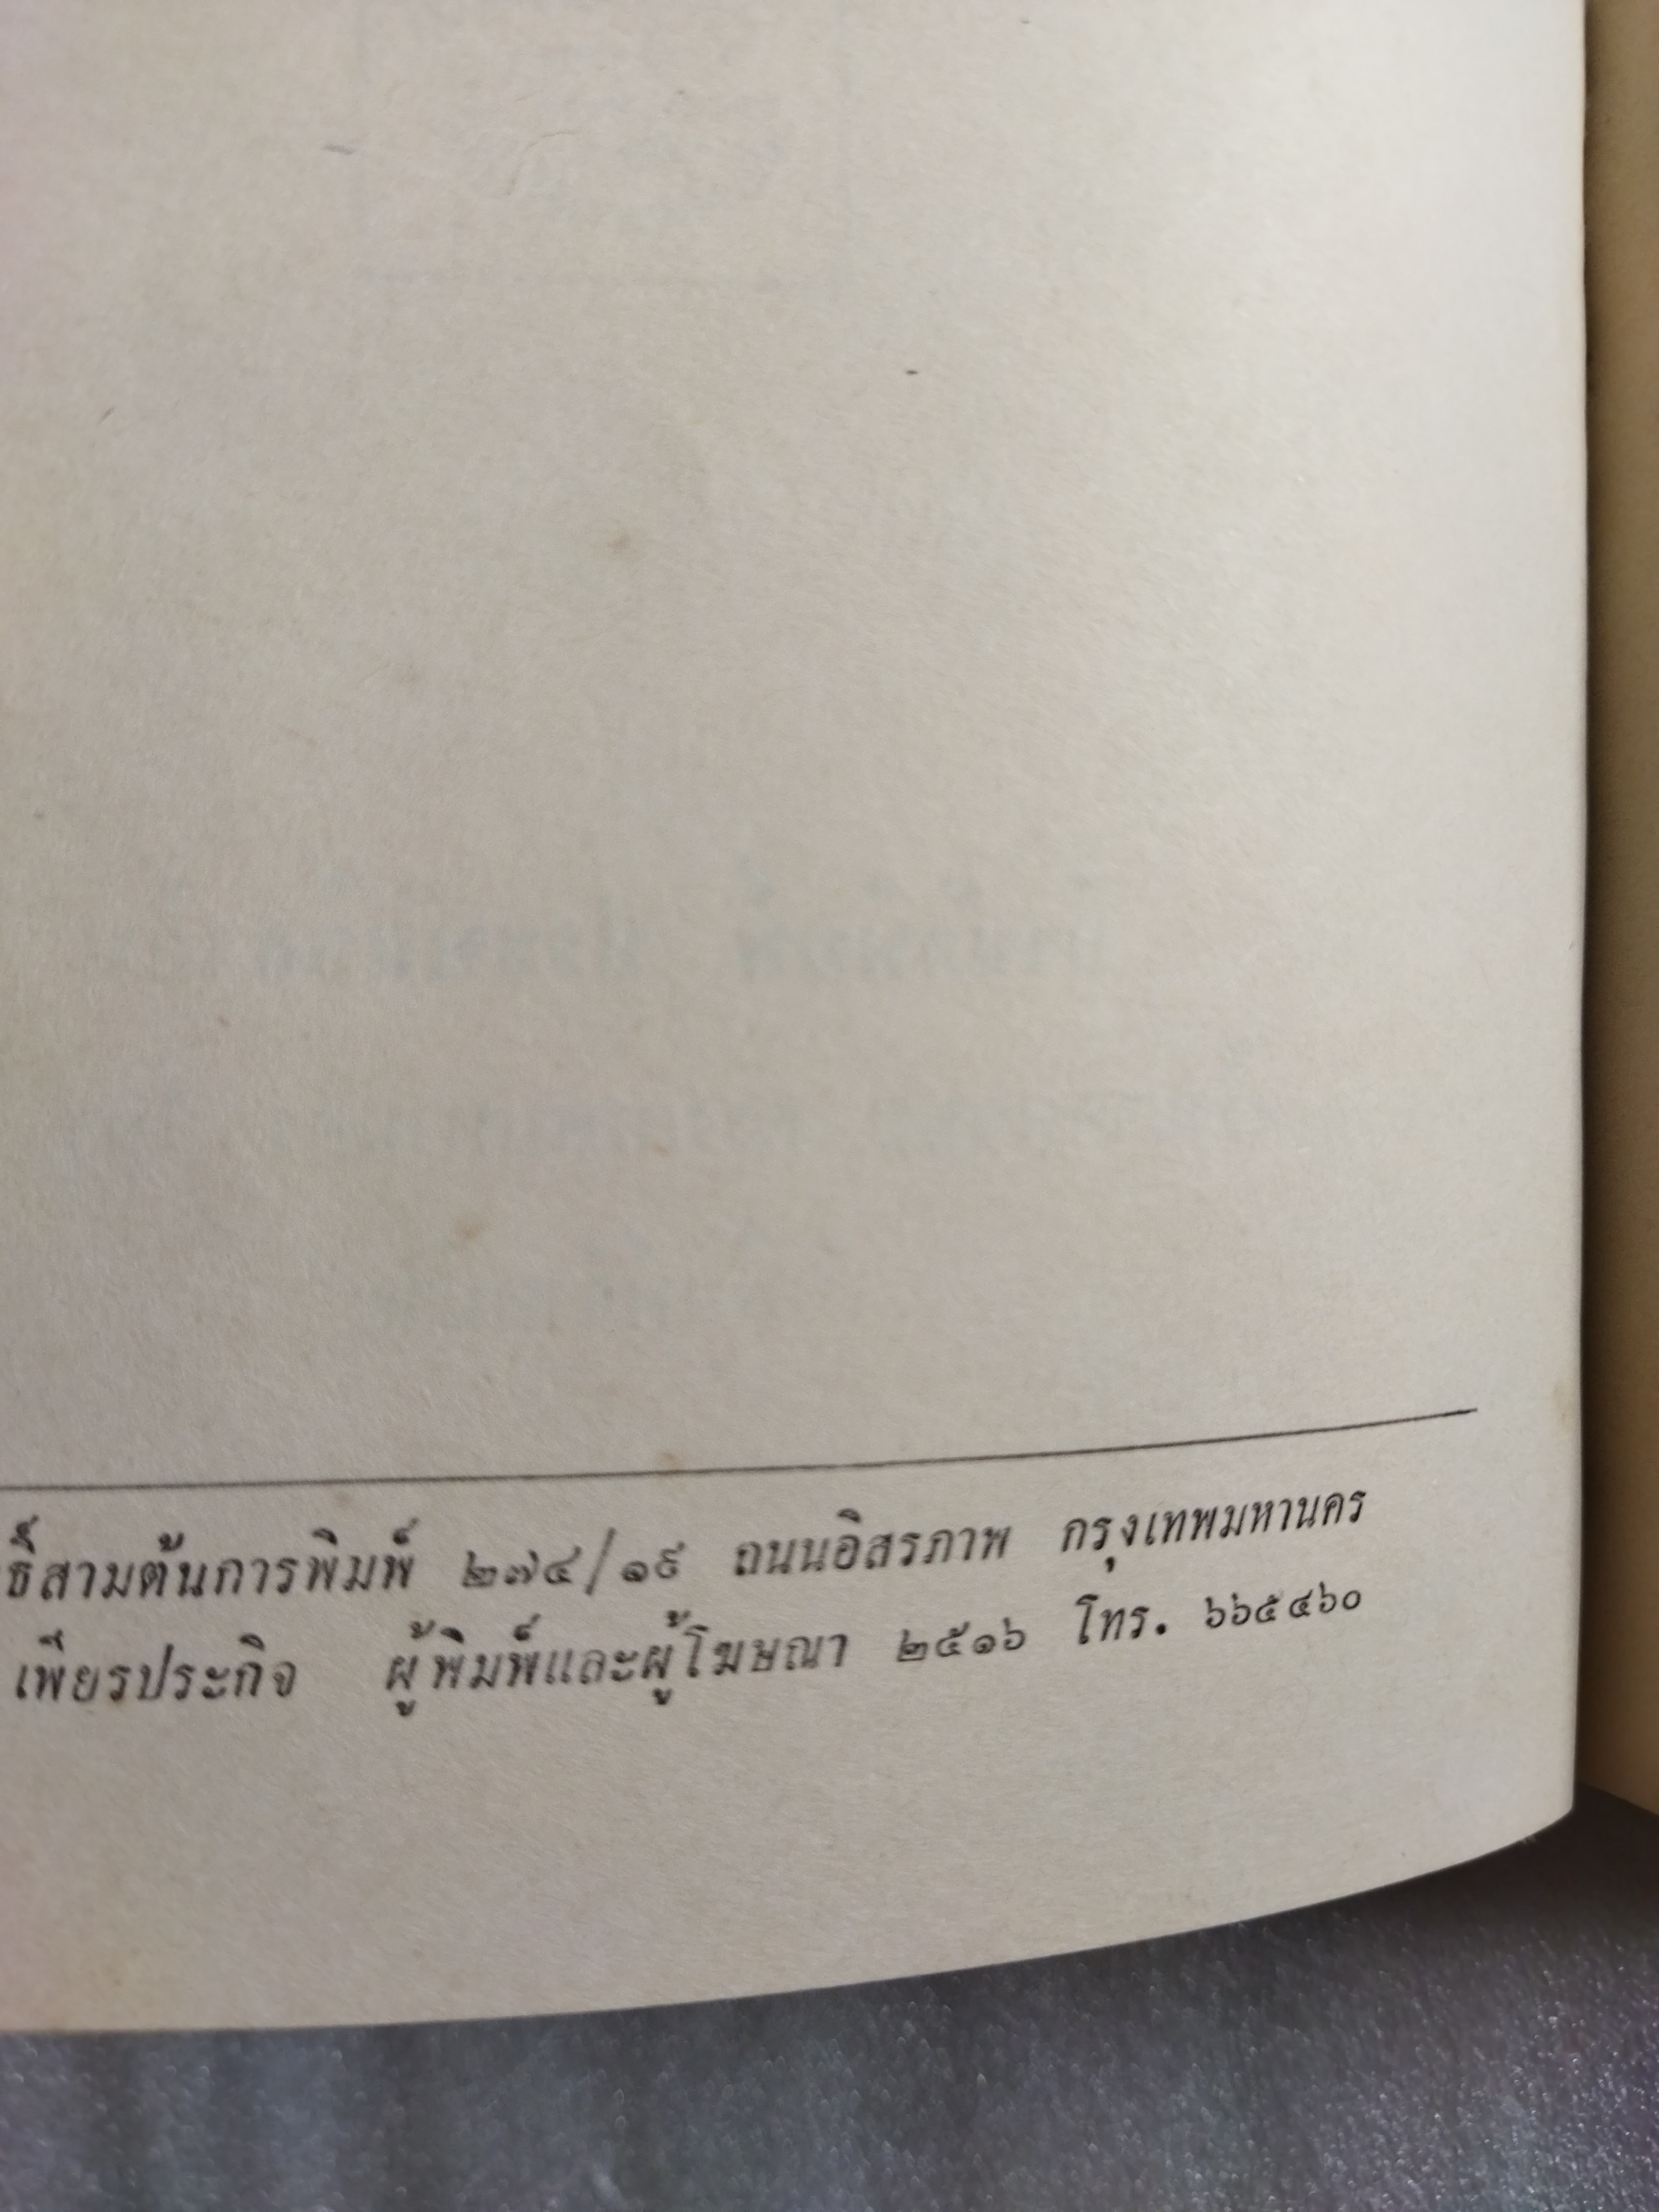 ธิ์สามต้นการพิมพ์ ๒๗๔/๑๙ ถนนอิสรภาพ กรุงเทพมหานคร
เพียรประกิจ ผู้พิมพ์และผู้โฆษณา ๒๕๑๖ โทร. ๖๖๕๔๖๐